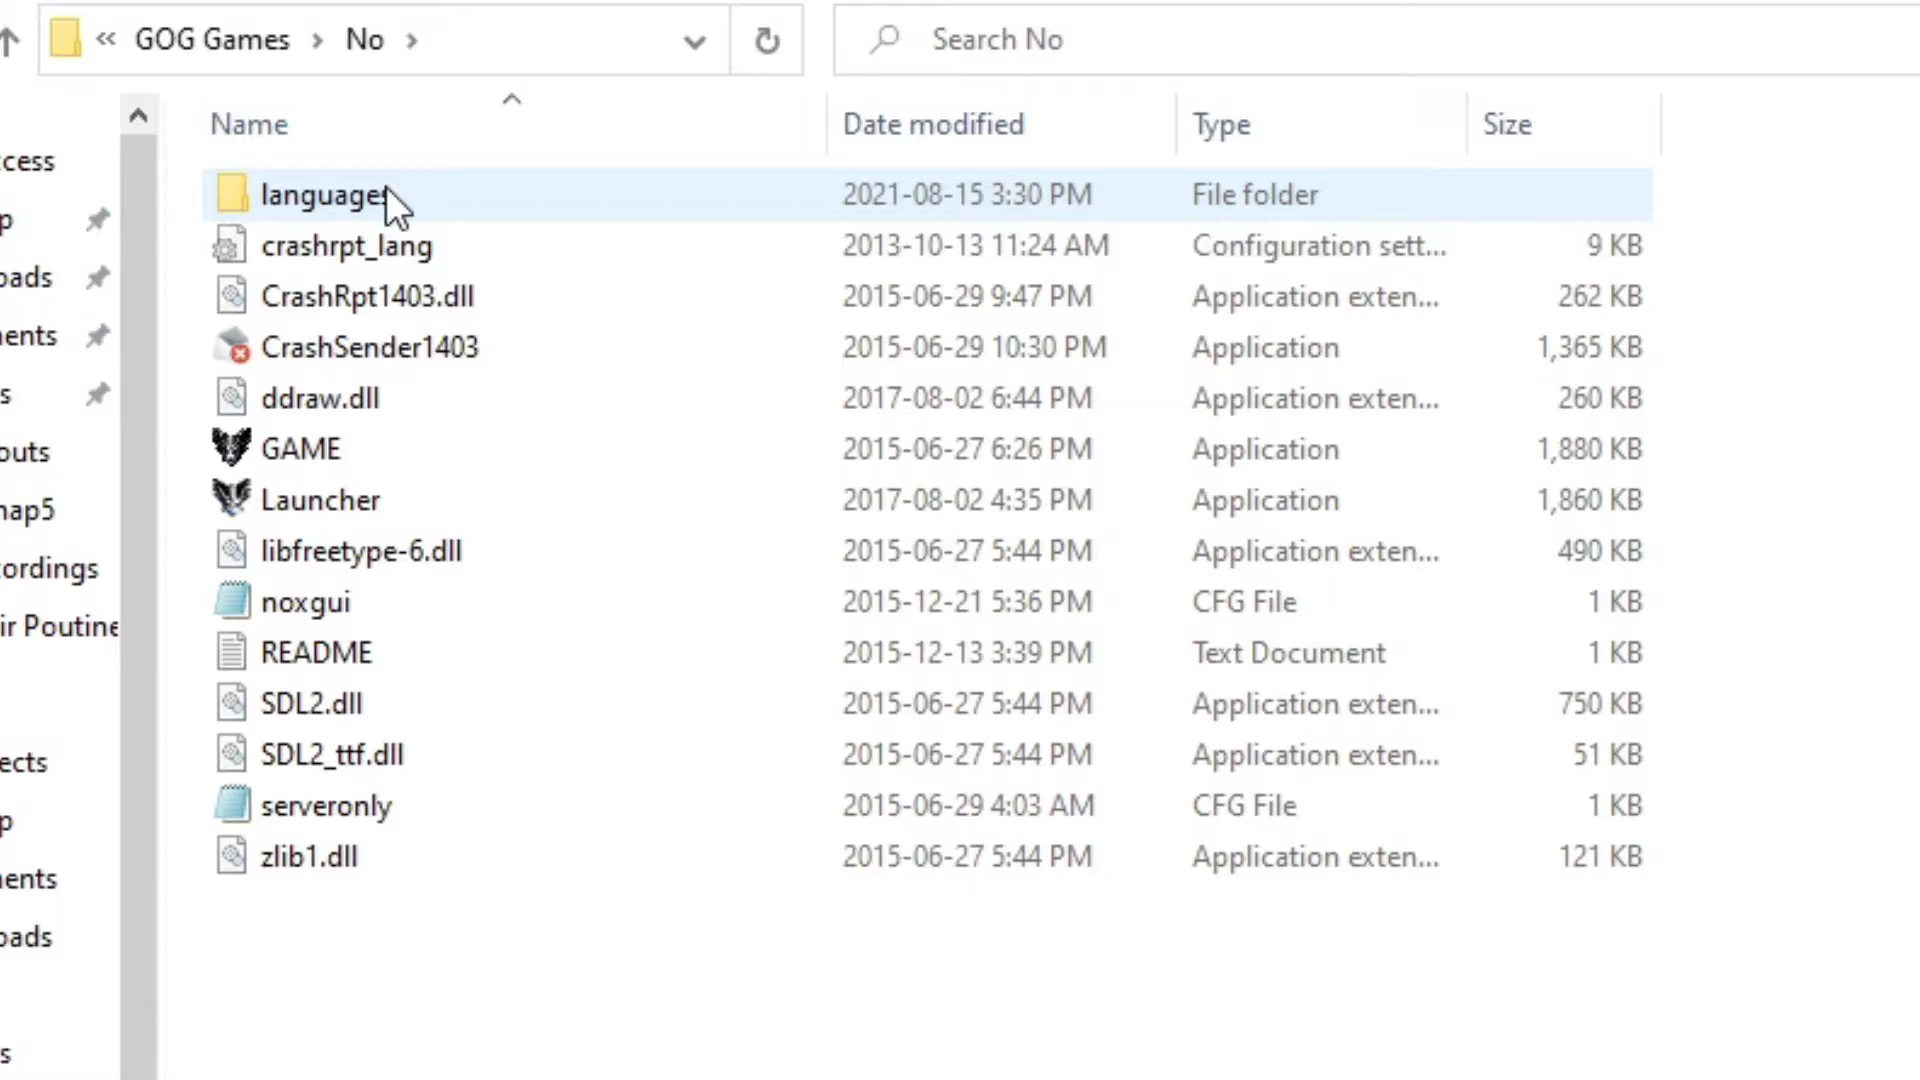 « GOG Games › No ›
Search No
Name Date modified Type Size
languages 2021-08-15 3:30 PM File folder
crashrpt_lang 2013-10-13 11:24 AM Configuration sett... 9 KB
CrashRpt1403.dll 2015-06-29 9:47 PM Application exten... 262 KB
CrashSender1403 2015-06-29 10:30 PM Application 1,365 KB
ddraw.dll 2017-08-02 6:44 PM Application exten... 260 KB
GAME 2015-06-27 6:26 PM Application 1,880 KB
Launcher 2017-08-02 4:35 PM Application 1,860 KB
libfreetype-6.dll 2015-06-27 5:44 PM Application exten... 490 KB
noxgui 2015-12-21 5:36 PM CFG File 1 KB
README 2015-12-13 3:39 PM Text Document 1 KB
SDL2.dll 2015-06-27 5:44 PM Application exten... 750 KB
SDL2_ttf.dll 2015-06-27 5:44 PM Application exten... 51 KB
serveronly 2015-06-29 4:03 AM CFG File 1 KB
zlib1.dll 2015-06-27 5:44 PM Application exten... 121 KB
ccess
p
oads
ents
s
outs
nap5
cordings
ir Poutine
ects
p
ents
oads
s